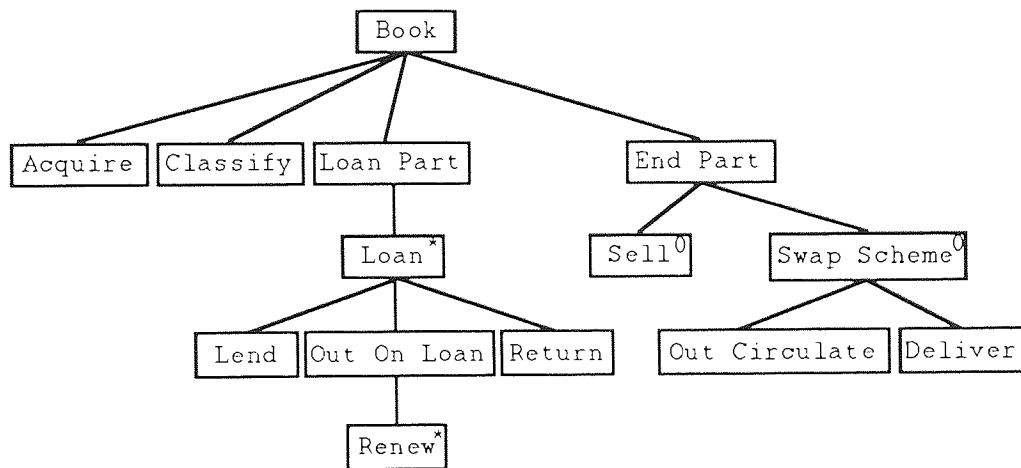 Book
Acquire Classify Loan Part End Part
Loan* Sell0 Swap Scheme0
Lend Out On Loan Return Out Circulate Deliver
Renew*